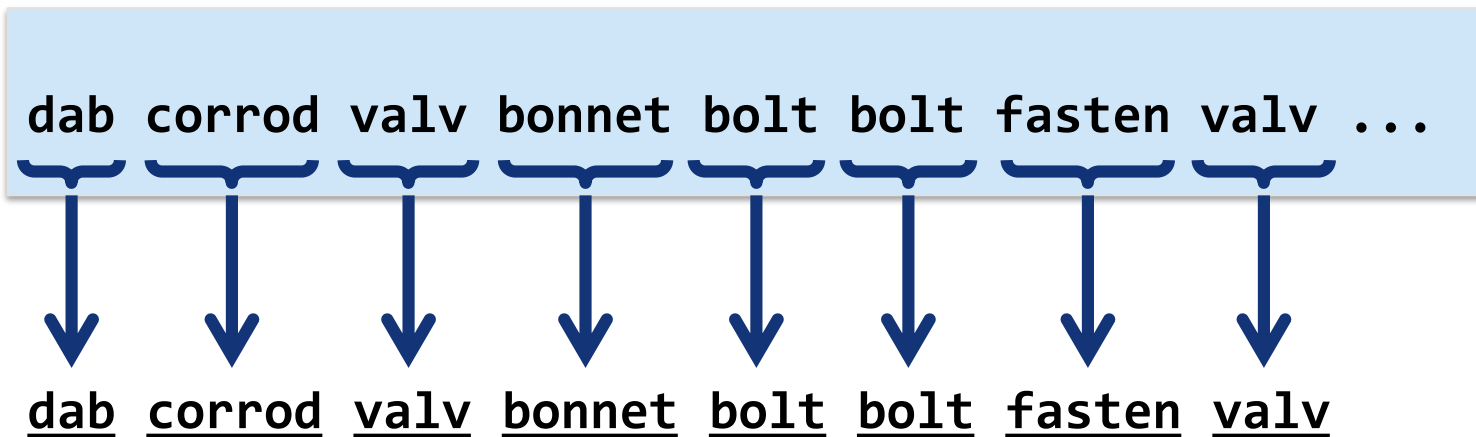 dab corrod valv bonnet bolt bolt fasten valv ...
dab corrod valv bonnet bolt bolt fasten valv